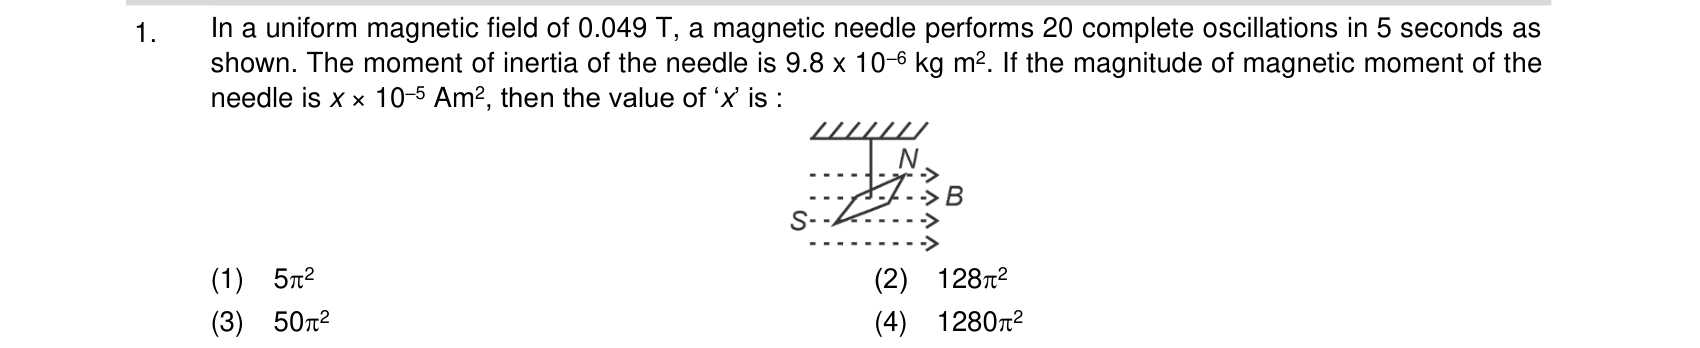 1. In a uniform magnetic field of 0.049 T, a magnetic needle performs 20 complete oscillations in 5 seconds as
shown. The moment of inertia of the needle is 9.8 x 10⁻⁶ kg m². If the magnitude of magnetic moment of the
needle is x × 10⁻⁵ Am², then the value of ‘x’ is :
N
B
S
(1) 5π² (2) 128π²
(3) 50π² (4) 1280π²